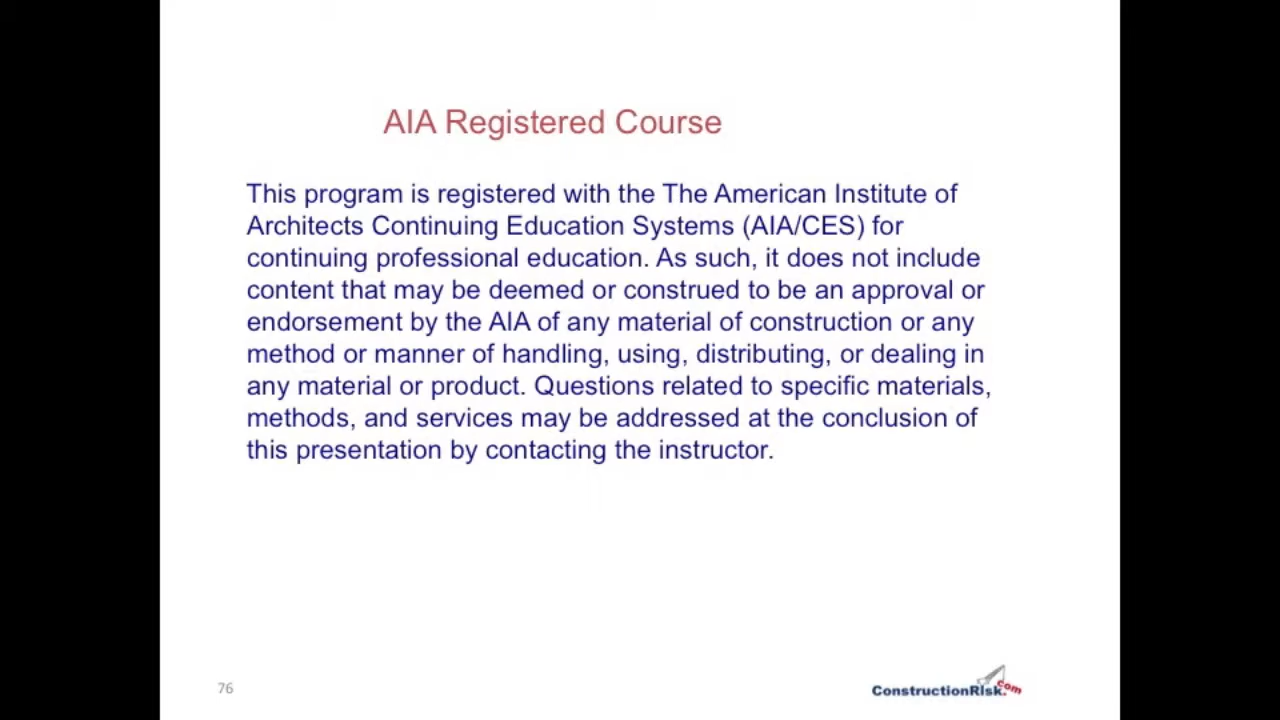 AIA Registered Course
This program is registered with the The American Institute of
Architects Continuing Education Systems (AIA/CES) for
continuing professional education. As such, it does not include
content that may be deemed or construed to be an approval or
endorsement by the AIA of any material of construction or any
method or manner of handling, using, distributing, or dealing in
any material or product. Questions related to specific materials,
methods, and services may be addressed at the conclusion of
this presentation by contacting the instructor.
76
ConstructionRIsk.com